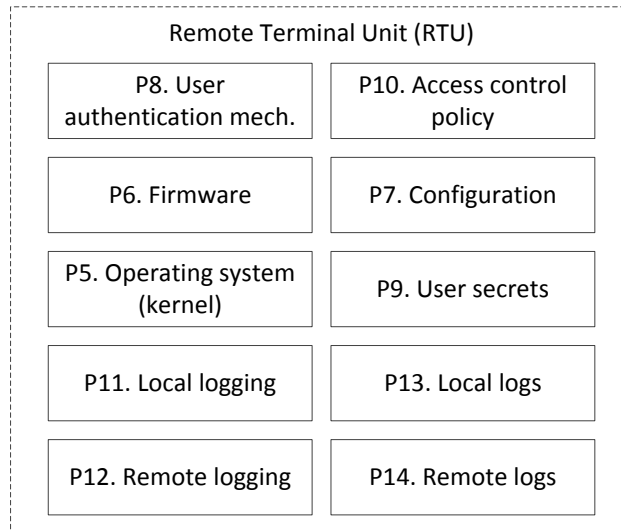 Remote Terminal Unit (RTU)
P8. User
authentication mech.
P10. Access control
policy
P6. Firmware
P7. Configuration
P5. Operating system
(kernel)
P9. User secrets
P11. Local logging
P13. Local logs
P12. Remote logging
P14. Remote logs